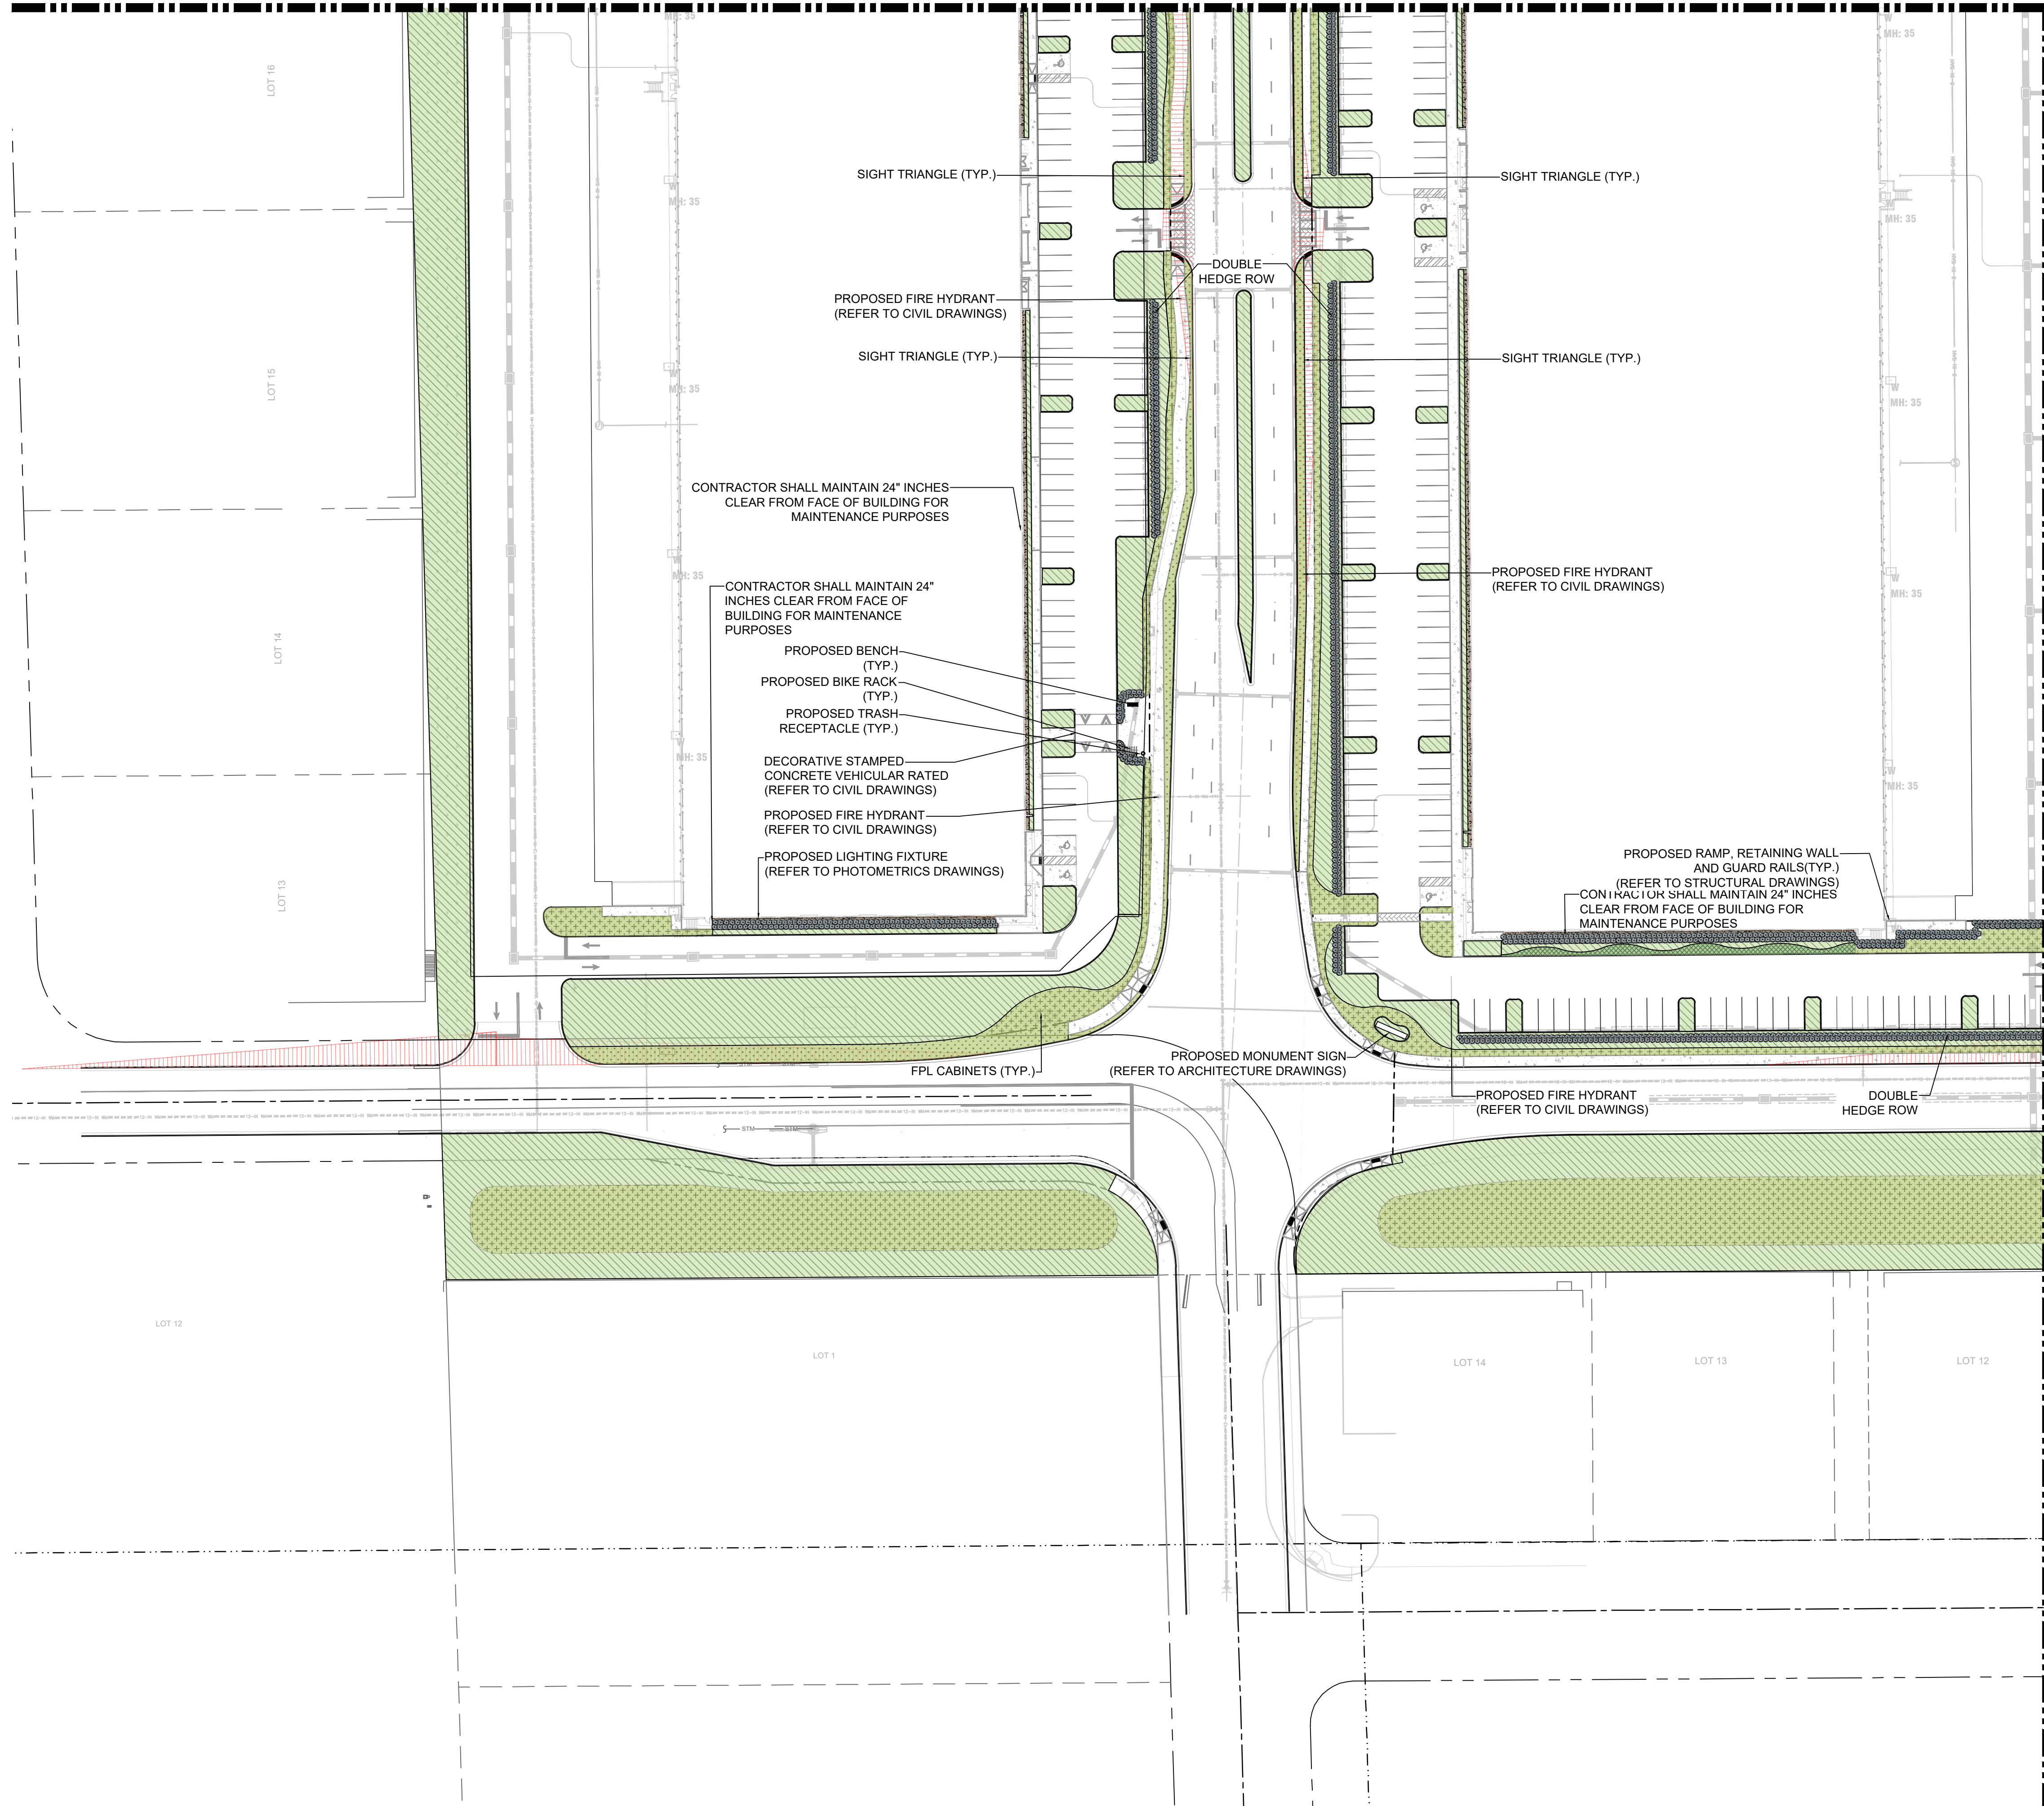 MH: 35
W
MH: 35
LOT 16
W
MH: 35
W
MH: 35
SIGHT TRIANGLE (TYP.)
SIGHT TRIANGLE (TYP.)
DOUBLE
HEDGE ROW
PROPOSED FIRE HYDRANT
(REFER TO CIVIL DRAWINGS)
SIGHT TRIANGLE (TYP.)
SIGHT TRIANGLE (TYP.)
LOT 15
W
MH: 35
W
MH: 35
CONTRACTOR SHALL MAINTAIN 24" INCHES
CLEAR FROM FACE OF BUILDING FOR
MAINTENANCE PURPOSES
W
MH: 35
W
MH: 35
CONTRACTOR SHALL MAINTAIN 24"
INCHES CLEAR FROM FACE OF
BUILDING FOR MAINTENANCE
PURPOSES
PROPOSED FIRE HYDRANT
(REFER TO CIVIL DRAWINGS)
LOT 14
PROPOSED BENCH
(TYP.)
PROPOSED BIKE RACK
(TYP.)
PROPOSED TRASH
RECEPTACLE (TYP.)
W
MH: 35
W
MH: 35
DECORATIVE STAMPED
CONCRETE VEHICULAR RATED
(REFER TO CIVIL DRAWINGS)
PROPOSED FIRE HYDRANT
(REFER TO CIVIL DRAWINGS)
PROPOSED LIGHTING FIXTURE
(REFER TO PHOTOMETRICS DRAWINGS)
LOT 13
PROPOSED RAMP, RETAINING WALL
AND GUARD RAILS(TYP.)
(REFER TO STRUCTURAL DRAWINGS)
CONTRACTOR SHALL MAINTAIN 24" INCHES
CLEAR FROM FACE OF BUILDING FOR
MAINTENANCE PURPOSES
PROPOSED MONUMENT SIGN
(REFER TO ARCHITECTURE DRAWINGS)
FPL CABINETS (TYP.)
PROPOSED FIRE HYDRANT
(REFER TO CIVIL DRAWINGS)
DOUBLE
HEDGE ROW
STM STM
STM STM
LOT 12
LOT 1
LOT 14
LOT 13
LOT 12